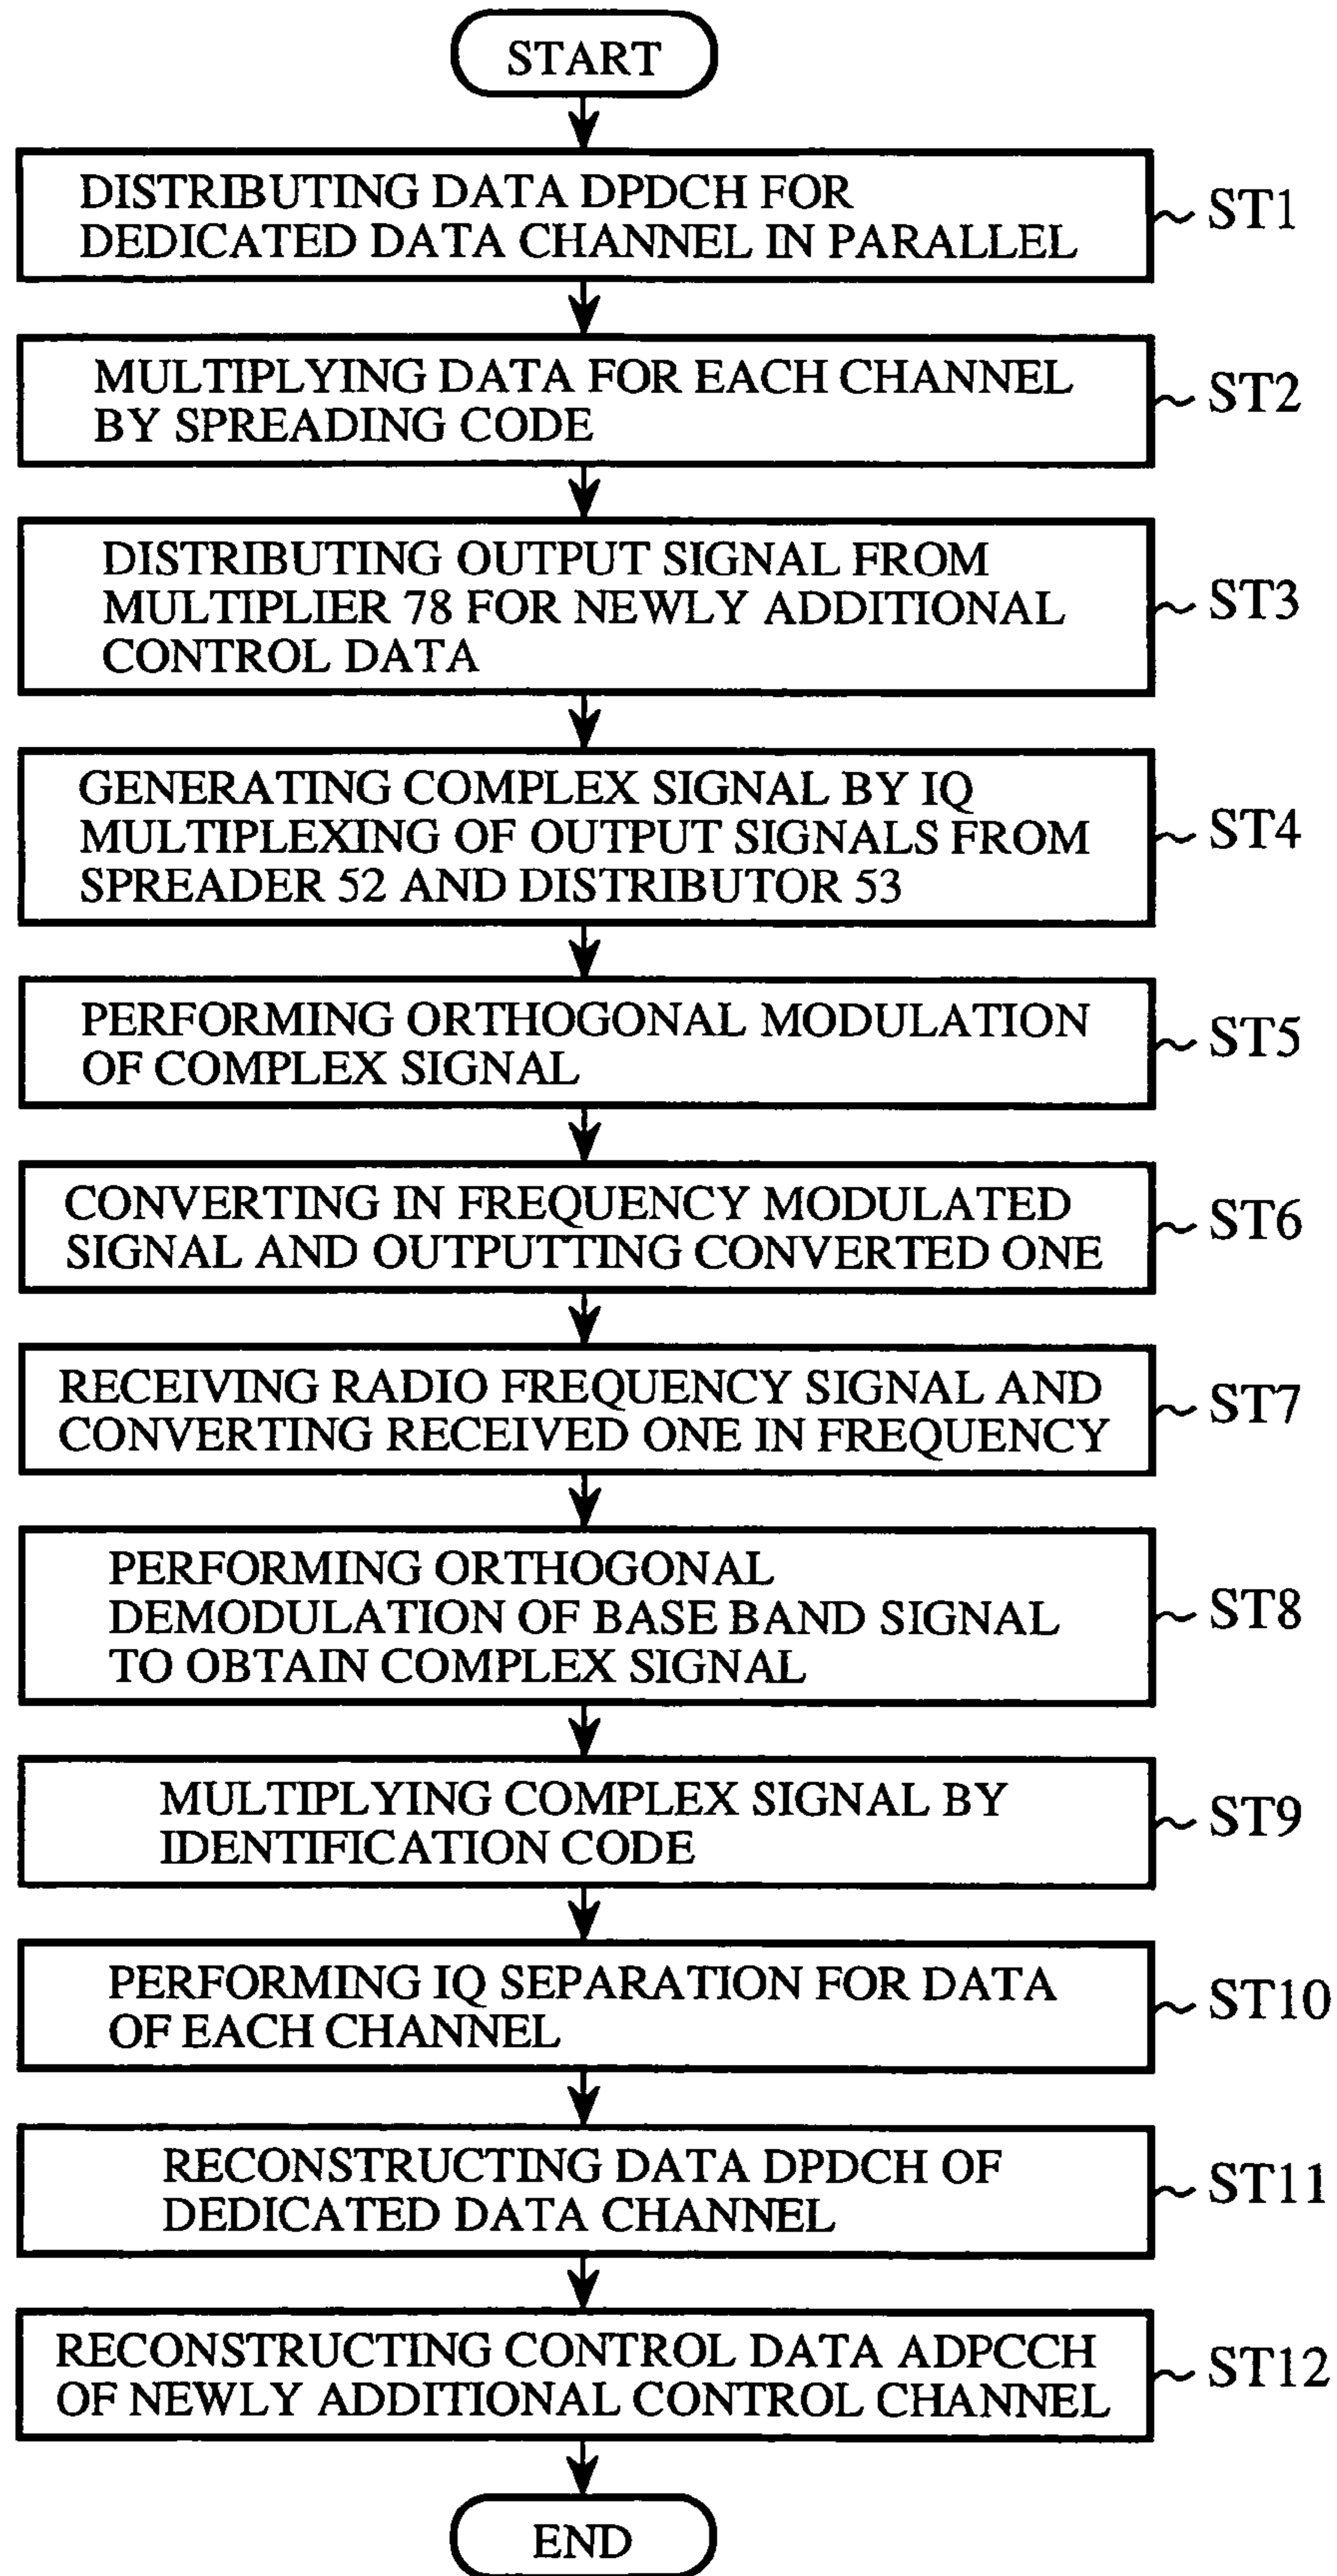 START
DISTRIBUTING DATA DPDCH FOR
DEDICATED DATA CHANNEL IN PARALLEL
ST1
MULTIPLYING DATA FOR EACH CHANNEL
BY SPREADING CODE
ST2
DISTRIBUTING OUTPUT SIGNAL FROM
MULTIPLIER 78 FOR NEWLY ADDITIONAL
CONTROL DATA
ST3
GENERATING COMPLEX SIGNAL BY IQ
MULTIPLEXING OF OUTPUT SIGNALS FROM
SPREADER 52 AND DISTRIBUTOR 53
ST4
PERFORMING ORTHOGONAL MODULATION
OF COMPLEX SIGNAL
ST5
CONVERTING IN FREQUENCY MODULATED
SIGNAL AND OUTPUTTING CONVERTED ONE
ST6
RECEIVING RADIO FREQUENCY SIGNAL AND
CONVERTING RECEIVED ONE IN FREQUENCY
ST7
PERFORMING ORTHOGONAL
DEMODULATION OF BASE BAND SIGNAL
TO OBTAIN COMPLEX SIGNAL
ST8
MULTIPLYING COMPLEX SIGNAL BY
IDENTIFICATION CODE
ST9
PERFORMING IQ SEPARATION FOR DATA
OF EACH CHANNEL
ST10
RECONSTRUCTING DATA DPDCH OF
DEDICATED DATA CHANNEL
ST11
RECONSTRUCTING CONTROL DATA ADPCCH
OF NEWLY ADDITIONAL CONTROL CHANNEL
ST12
END